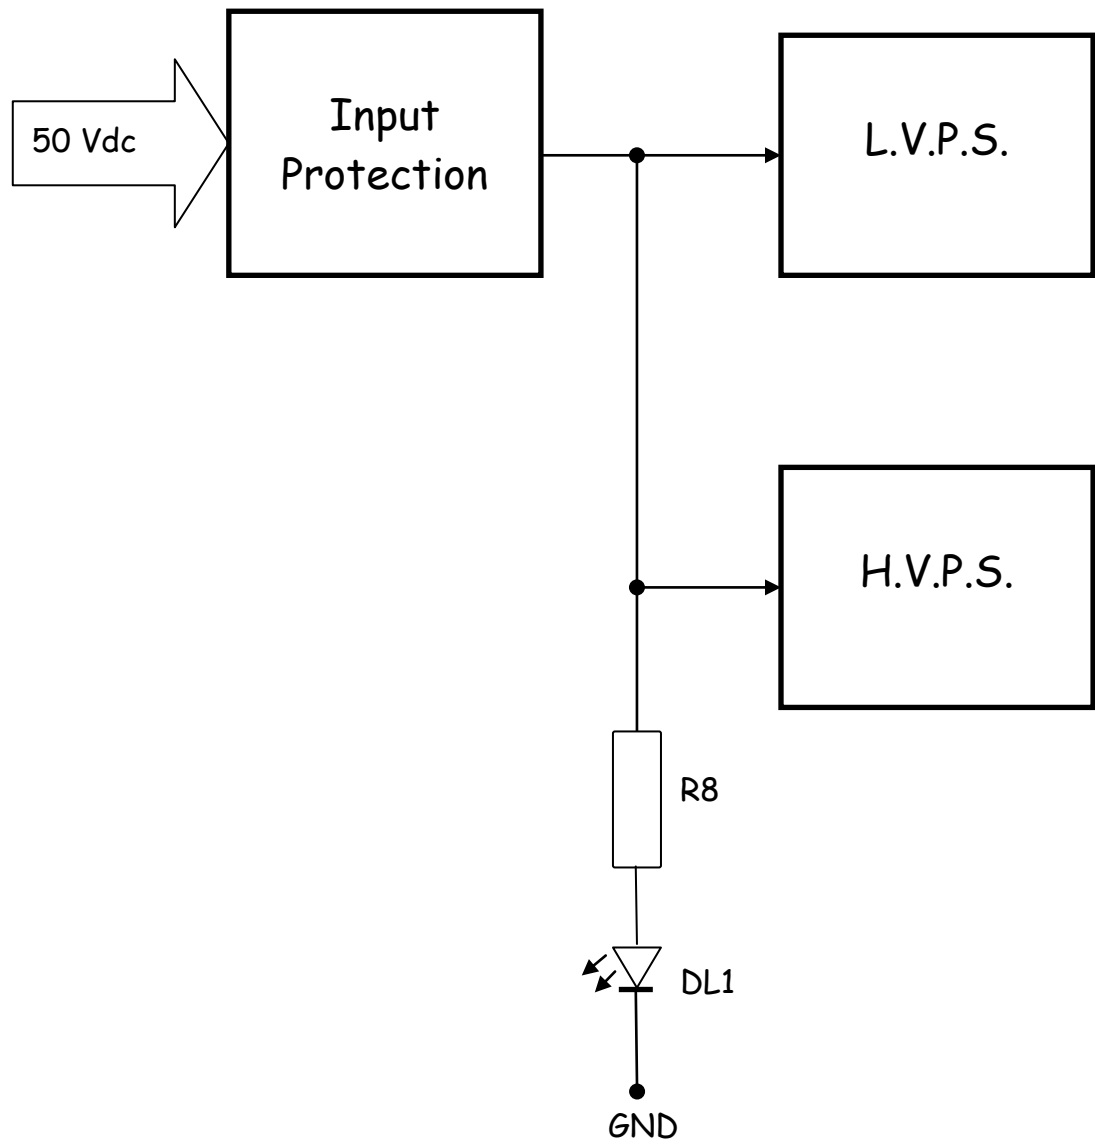 50 Vdc
Input
Protection
L.V.P.S.
H.V.P.S.
R8
DL1
GND